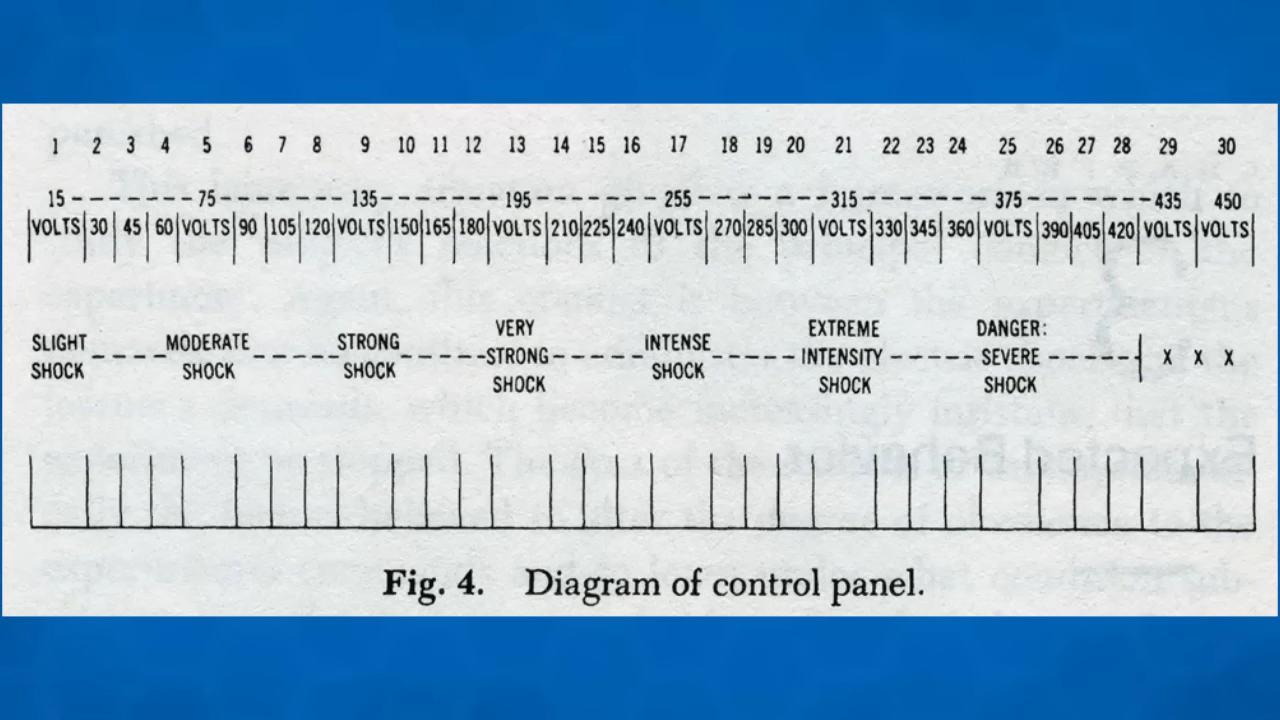 1 2 3 4 5 6 7 8 9 10 11 12 13 14 15 16 17 18 19 20 21 22 23 24 25 26 27 28 29 30
15 75 135 195 255 315 375 435 450
VOLTS 30 45 60 VOLTS 90 105 120 VOLTS 150 165 180 VOLTS 210 225 240 VOLTS 270 285 300 VOLTS 330 345 360 VOLTS 390 405 420 VOLTS VOLTS
VERY EXTREME DANGER:
SLIGHT MODERATE STRONG STRONG INTENSE INTENSITY SEVERE X X X
SHOCK SHOCK SHOCK SHOCK SHOCK SHOCK SHOCK
Fig. 4. Diagram of control panel.
Expected Behavior